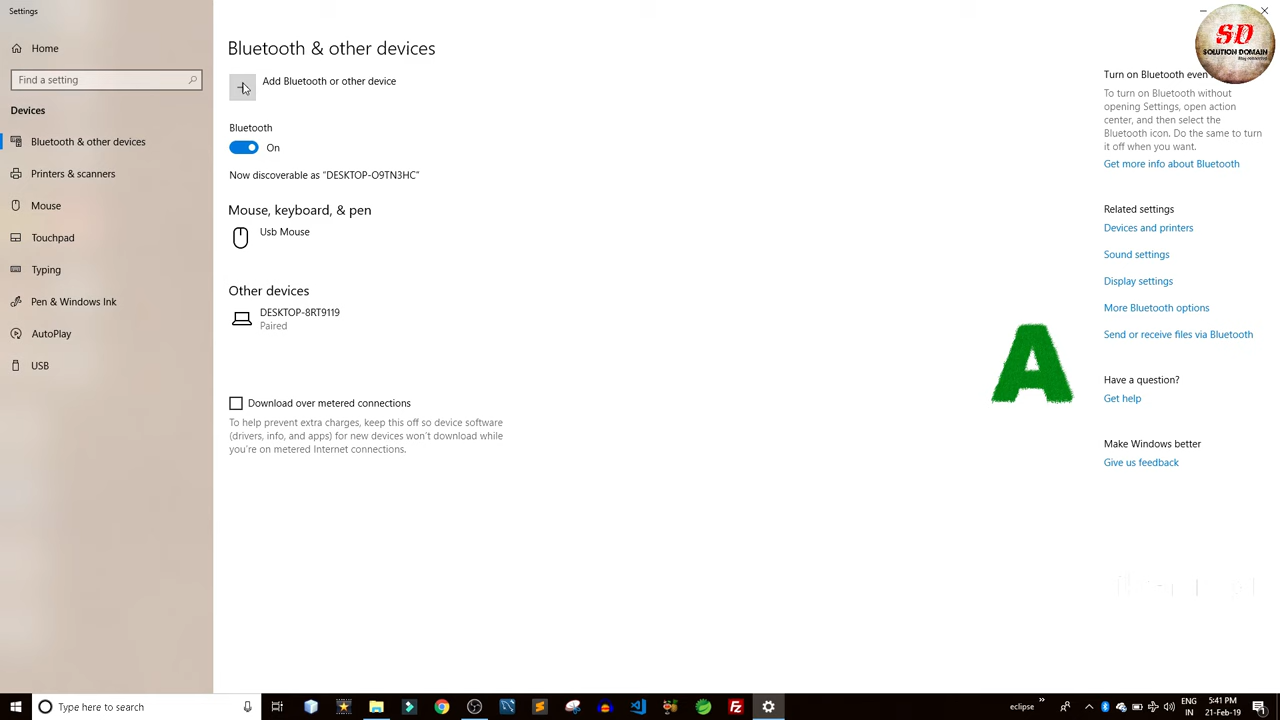 Settings
Home
Find a setting
Devices
Bluetooth & other devices
Printers & scanners
Mouse
Touchpad
Typing
Pen & Windows Ink
AutoPlay
USB
Bluetooth & other devices
Add Bluetooth or other device
Bluetooth
On
Now discoverable as “DESKTOP-O9TN3HC”
Mouse, keyboard, & pen
Usb Mouse
Other devices
DESKTOP-8RT9119
Paired
Download over metered connections
To help prevent extra charges, keep this off so device software
(drivers, info, and apps) for new devices won't download while
you're on metered Internet connections.
A
SD
SOLUTION DOMAIN
Turn on Bluetooth even
To turn on Bluetooth without
opening Settings, open action
center, and then select the
Bluetooth icon. Do the same to turn
it off when you want.
Get more info about Bluetooth
Related settings
Devices and printers
Sound settings
Display settings
More Bluetooth options
Send or receive files via Bluetooth
Have a question?
Get help
Make Windows better
Give us feedback
Type here to search
eclipse
ENG
IN
5:41 PM
21-Feb-19